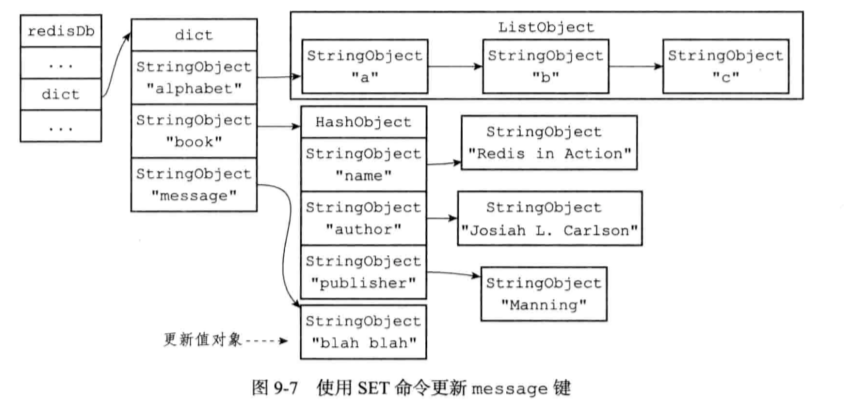 redisDb
...
dict
...
dict
StringObject
"alphabet"
StringObject
"book"
StringObject
"message"
ListObject
StringObject
"a"
StringObject
"b"
StringObject
"c"
HashObject
StringObject
"name"
StringObject
"author"
StringObject
"publisher"
StringObject
"Redis in Action"
StringObject
"Josiah L. Carlson"
StringObject
"Manning"
更新值对象
StringObject
"blah blah"
图 9-7 使用 SET 命令更新 message 键